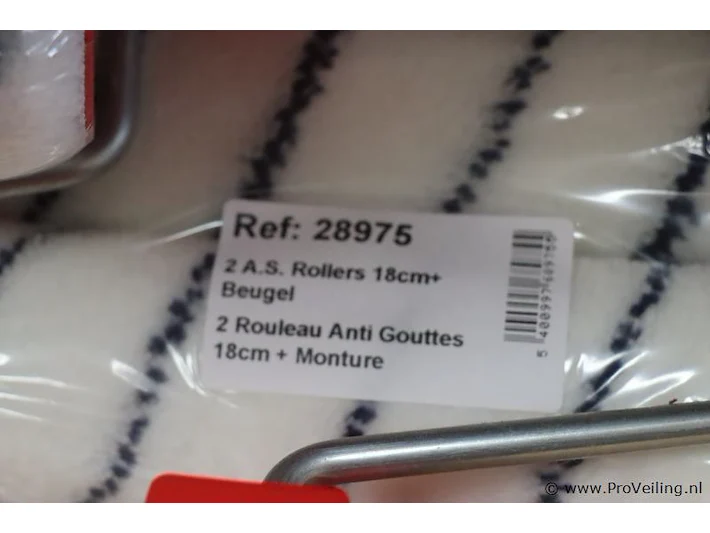 Ref: 28975
2 A.S. Rollers 18cm+
Beugel
2 Rouleau Anti Gouttes
18cm + Monture
© www.ProVeiling.nl